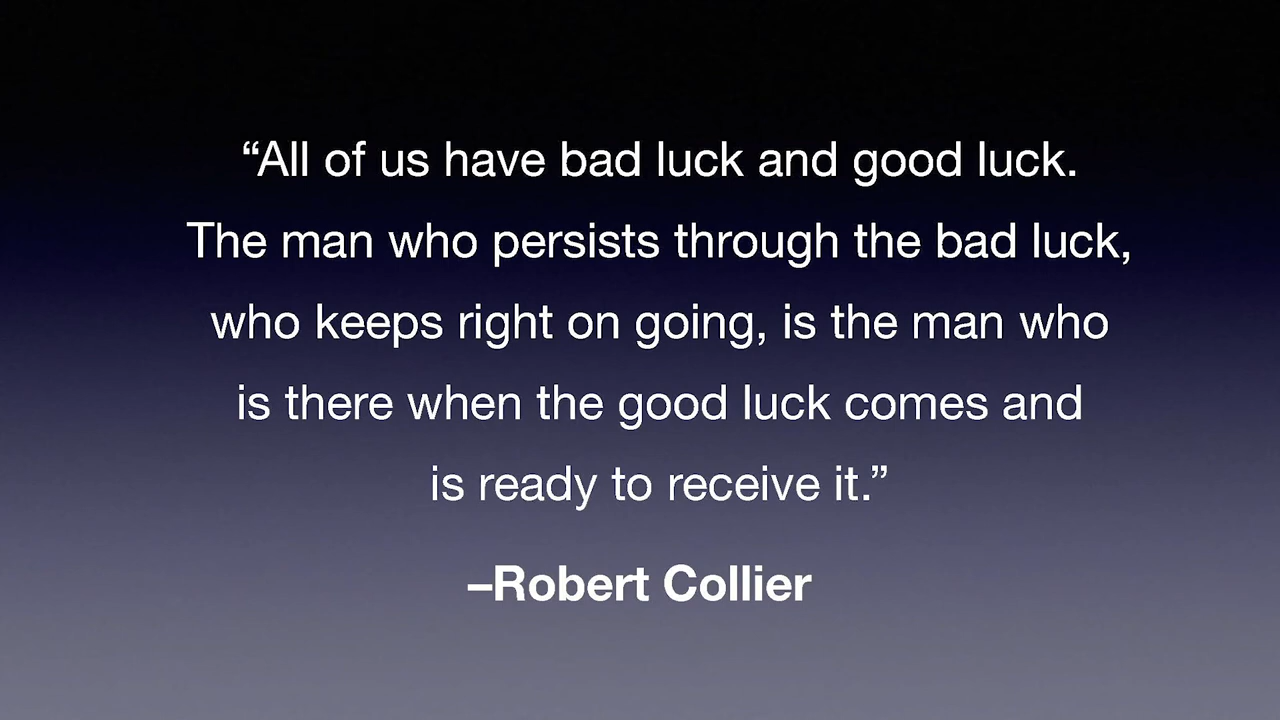 “All of us have bad luck and good luck.
The man who persists through the bad luck,
who keeps right on going, is the man who
is there when the good luck comes and
is ready to receive it.”
–Robert Collier